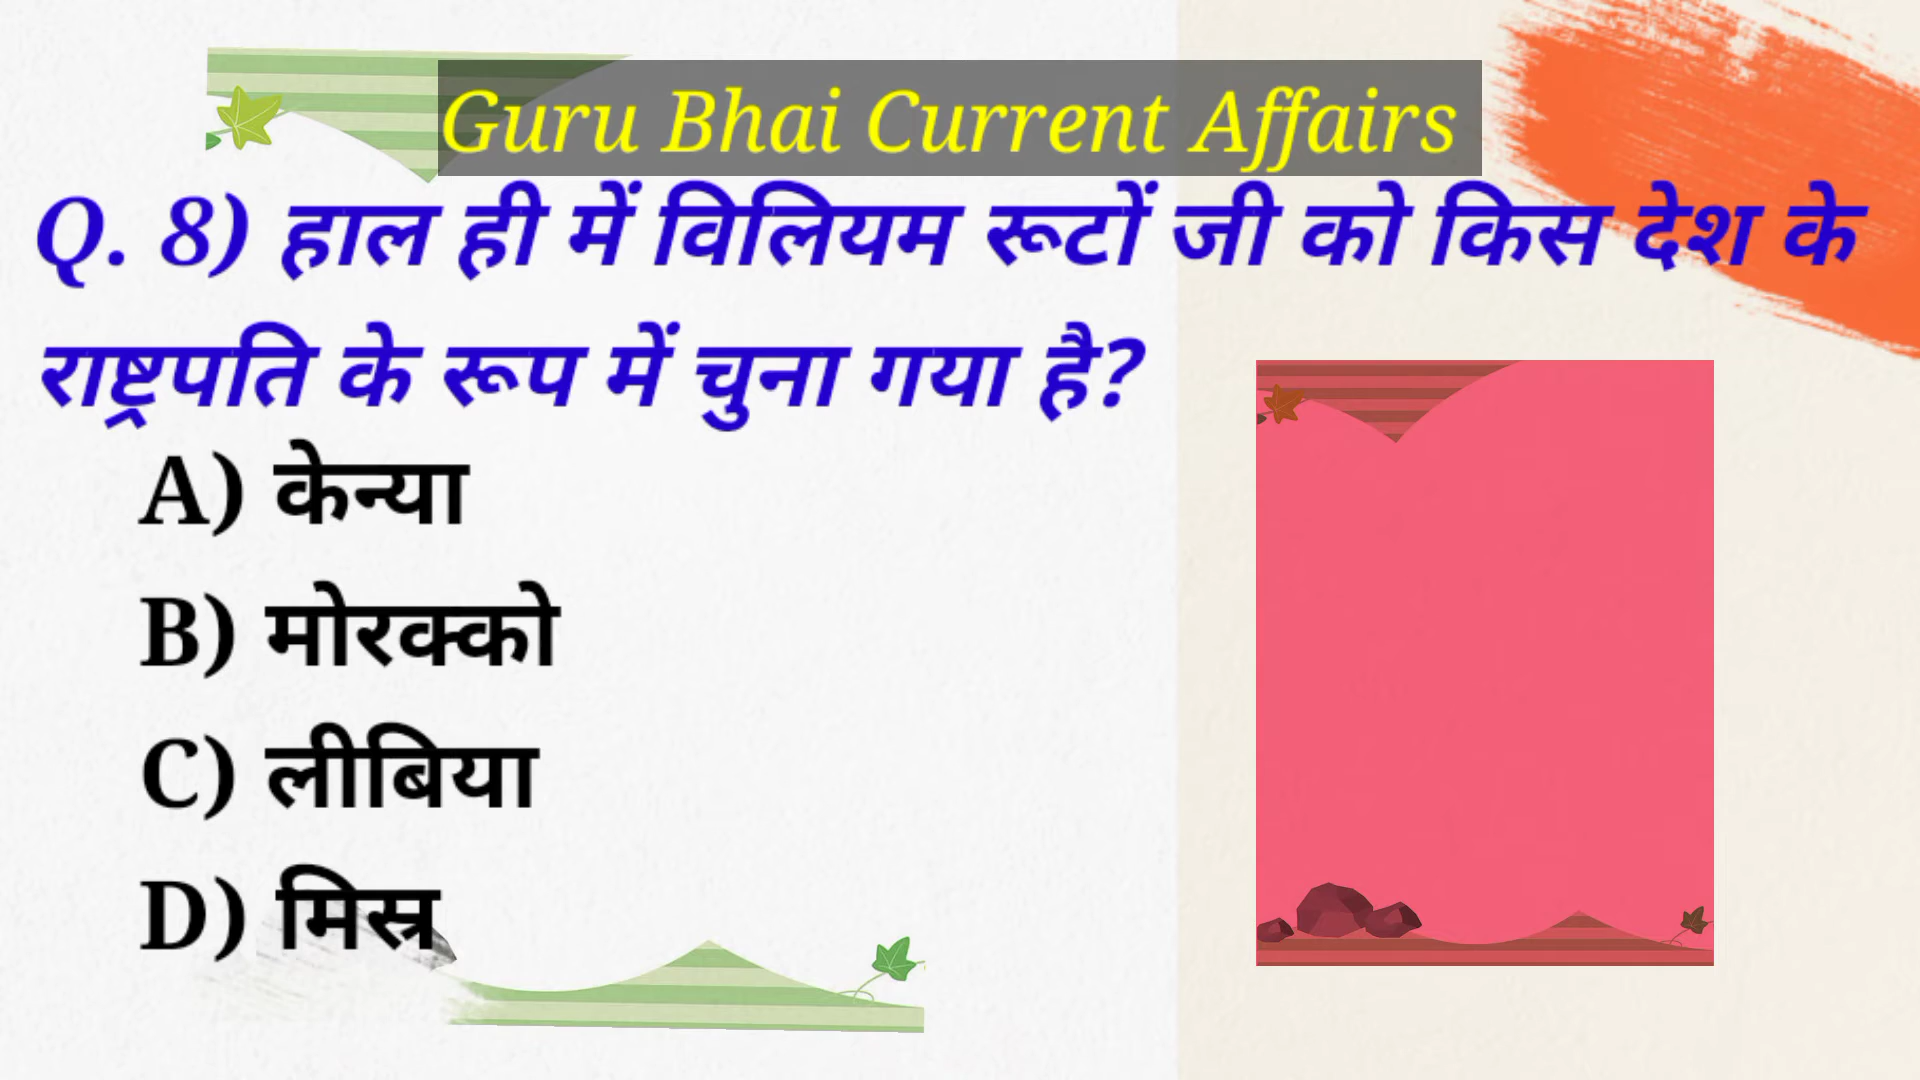 Guru Bhai Current Affairs
Q. 8) हाल ही में विलियम रूटों जी को किस देश के
राष्ट्रपति के रूप में चुना गया है?
A) केन्या
B) मोरक्को
C) लीबिया
D) मिस्र